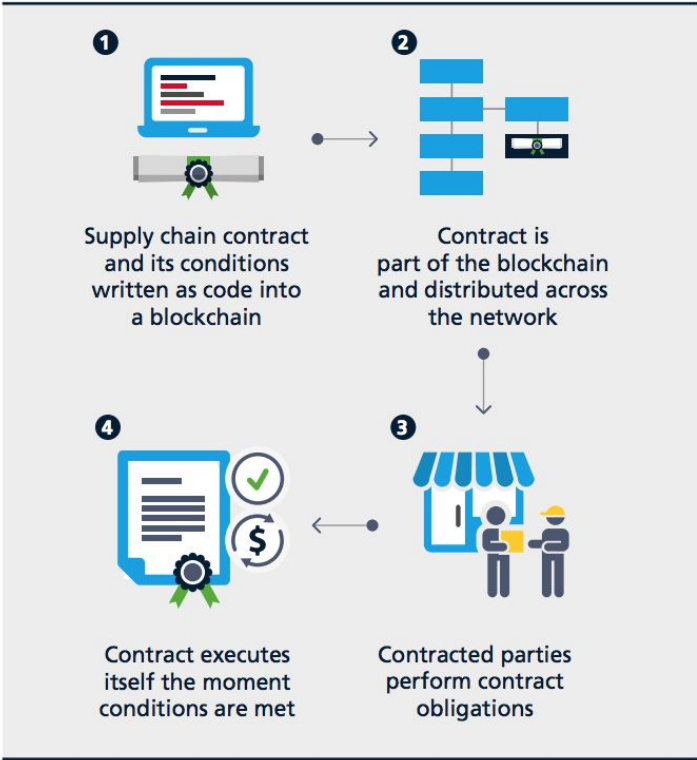 1
Supply chain contract
and its conditions
written as code into
a blockchain
2
Contract is
part of the blockchain
and distributed across
the network
3
Contracted parties
perform contract
obligations
4
$
Contract executes
itself the moment
conditions are met